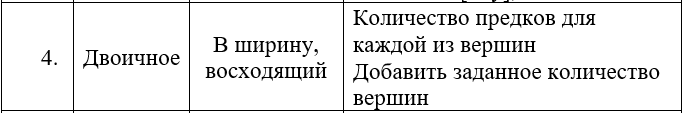 4.
Двоичное
В ширину,
восходящий
Количество предков для
каждой из вершин
Добавить заданное количество
вершин